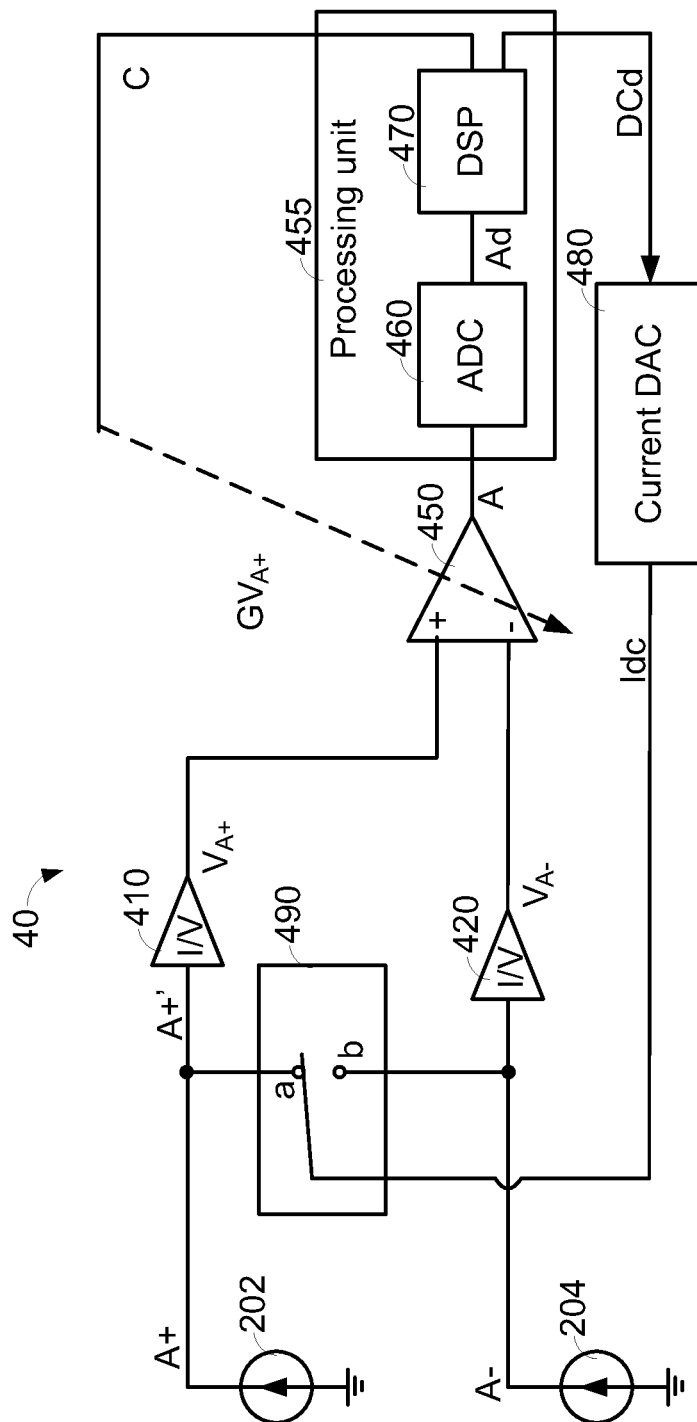 40
A+
202
A+’
410
I/V
VA+
GVA+
C
490
a
b
455
Processing unit
450
+
-
A
460
ADC
Ad
470
DSP
A-
204
420
I/V
VA-
Idc
480
Current DAC
DCd